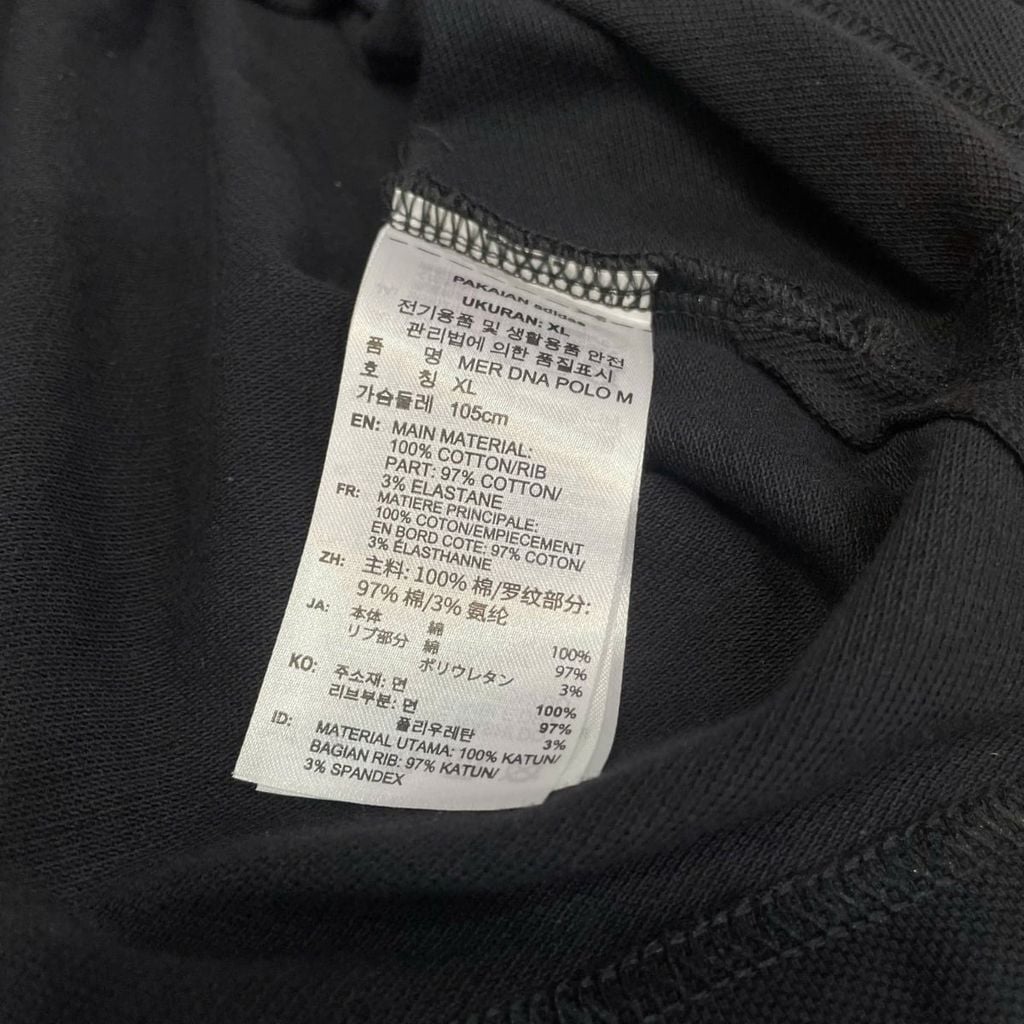 PAKAIAN adidas
UKURAN: XL
전기용품 및 생활용품 안전
관리법에 의한 품질표시
품 명 MER DNA POLO M
호 칭 XL
가슴둘레 105cm
EN: MAIN MATERIAL:
100% COTTON/RIB
PART: 97% COTTON/
3% ELASTANE
FR: MATIERE PRINCIPALE:
100% COTON/EMPIECEMENT
EN BORD COTE: 97% COTON/
3% ÉLASTHANNE
ZH: 主料: 100% 棉/罗纹部分:
97% 棉/3% 氨纶
JA: 本体 綿 100%
リブ部分 綿 97%
ポリウレタン 3%
KO: 주소재: 면 100%
리브부분: 면 97%
폴리우레탄 3%
ID: MATERIAL UTAMA: 100% KATUN/
BAGIAN RIB: 97% KATUN/
3% SPANDEX